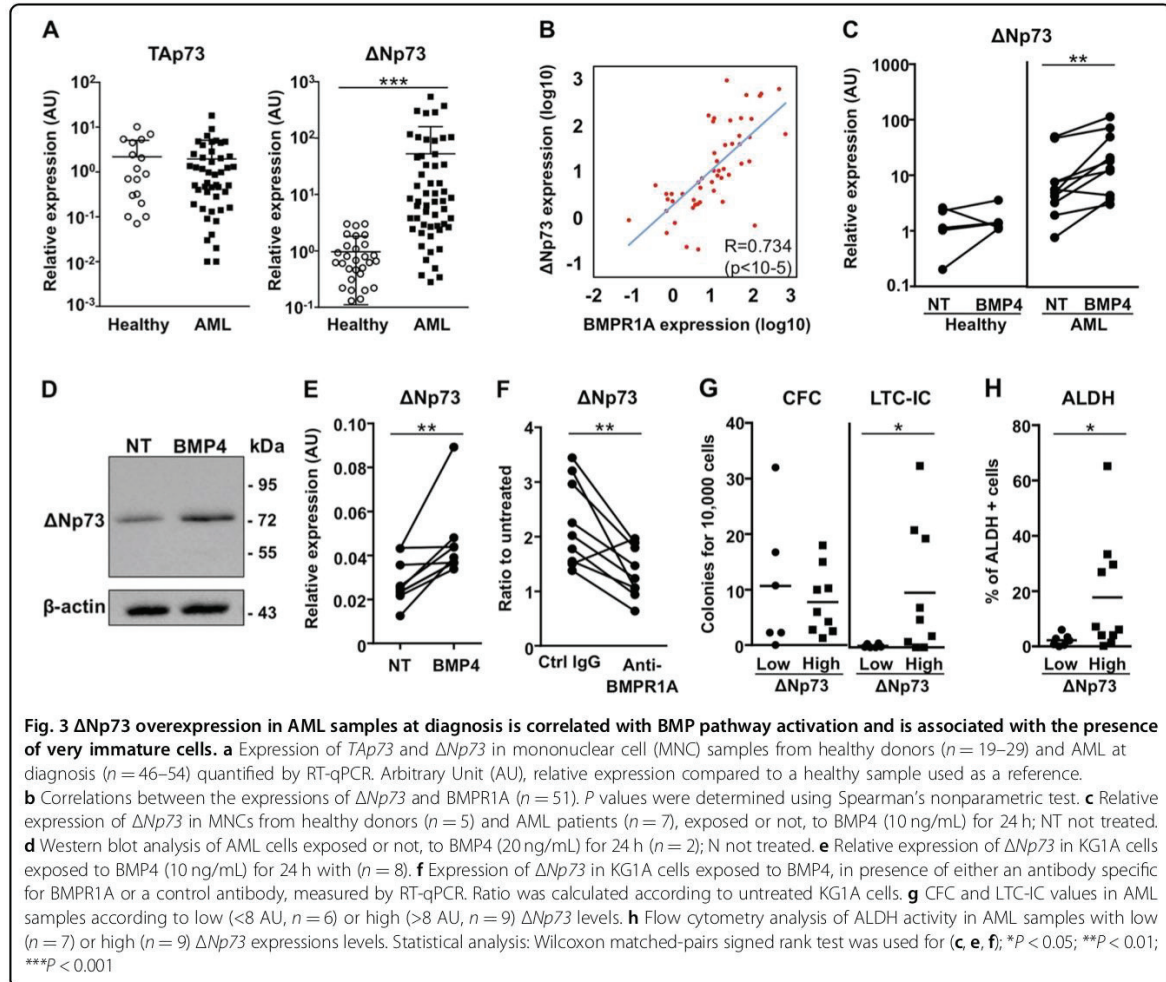 A
TAp73
ΔNp73
Relative expression (AU)
10²
10¹
10⁰
10⁻¹
10⁻²
10⁻³
Healthy
AML
Relative expression (AU)
10³
10²
10¹
10⁰
10⁻¹
***
Healthy
AML
B
ΔNp73 expression (log10)
3
2
1
0
-1
R=0.734
(p<10-5)
-2 -1 0 1 2 3
BMPR1A expression (log10)
C
ΔNp73
Relative expression (AU)
1000
100
10
1
0.1
**
NT BMP4 NT BMP4
Healthy AML
D
NT BMP4 kDa
ΔNp73
- 95
- 72
55
β-actin
- 43
E
ΔNp73
Relative expression (AU)
0.10
0.08
0.06
0.04
0.02
0.00
**
NT
BMP4
F
ΔNp73
Ratio to untreated
4
3
2
1
0
**
Ctrl IgG
Anti-
BMPR1A
G
CFC LTC-IC
Colonies for 10,000 cells
40
30
20
10
0
*
Low High Low High
ΔNp73 ΔNp73
H
ALDH
% of ALDH + cells
80
60
40
20
0
*
Low High
ΔNp73
Fig. 3 ΔNp73 overexpression in AML samples at diagnosis is correlated with BMP pathway activation and is associated with the presence
of very immature cells. a Expression of TAp73 and ΔNp73 in mononuclear cell (MNC) samples from healthy donors (n = 19–29) and AML at
diagnosis (n = 46–54) quantified by RT-qPCR. Arbitrary Unit (AU), relative expression compared to a healthy sample used as a reference.
b Correlations between the expressions of ΔNp73 and BMPR1A (n = 51). P values were determined using Spearman's nonparametric test. c Relative
expression of ΔNp73 in MNCs from healthy donors (n = 5) and AML patients (n = 7), exposed or not, to BMP4 (10 ng/mL) for 24 h; NT not treated.
d Western blot analysis of AML cells exposed or not, to BMP4 (20 ng/mL) for 24 h (n = 2); N not treated. e Relative expression of ΔNp73 in KG1A cells
exposed to BMP4 (10 ng/mL) for 24 h with (n = 8). f Expression of ΔNp73 in KG1A cells exposed to BMP4, in presence of either an antibody specific
for BMPR1A or a control antibody, measured by RT-qPCR. Ratio was calculated according to untreated KG1A cells. g CFC and LTC-IC values in AML
samples according to low (<8 AU, n = 6) or high (>8 AU, n = 9) ΔNp73 levels. h Flow cytometry analysis of ALDH activity in AML samples with low
(n = 7) or high (n = 9) ΔNp73 expressions levels. Statistical analysis: Wilcoxon matched-pairs signed rank test was used for (c, e, f); *P < 0.05; **P < 0.01;
***P < 0.001